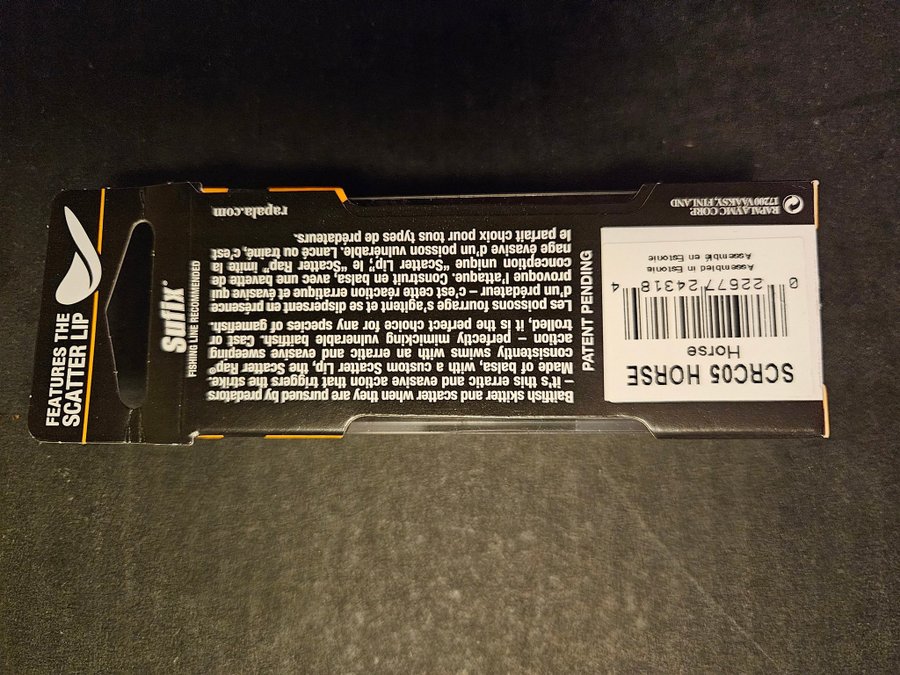 FEATURES THE
SCATTER LIP
Sufix®
FISHING LINE RECOMMENDED
rapala.com
Baitfish skitter and scatter when they are pursued by predators
– it's this erratic and evasive action that triggers the strike.
Made of balsa, with a custom Scatter Lip, the Scatter Rap®
consistently swims with an erratic and evasive sweeping
action – perfectly mimicking vulnerable baitfish. Cast or
trolled, it is the perfect choice for any species of gamefish.
Les poissons fourrage s'agitent et se dispersent en présence
d'un prédateur – c'est cette réaction erratique et évasive qui
provoque l'attaque. Construit en balsa, avec une bavette de
conception unique “Scatter Lip”, le “Scatter Rap” imite la
nage évasive d'un poisson vulnérable. Lancé ou trainé, c'est
le parfait choix pour tous types de prédateurs.
PATENT PENDING
SCRC05 HORSE
Horse
0 22677 24318 4
Assembled in Estonia
Assemblé en Estonie
RAPALA VMC CORP.
17200 VÄÄKSY, FINLAND